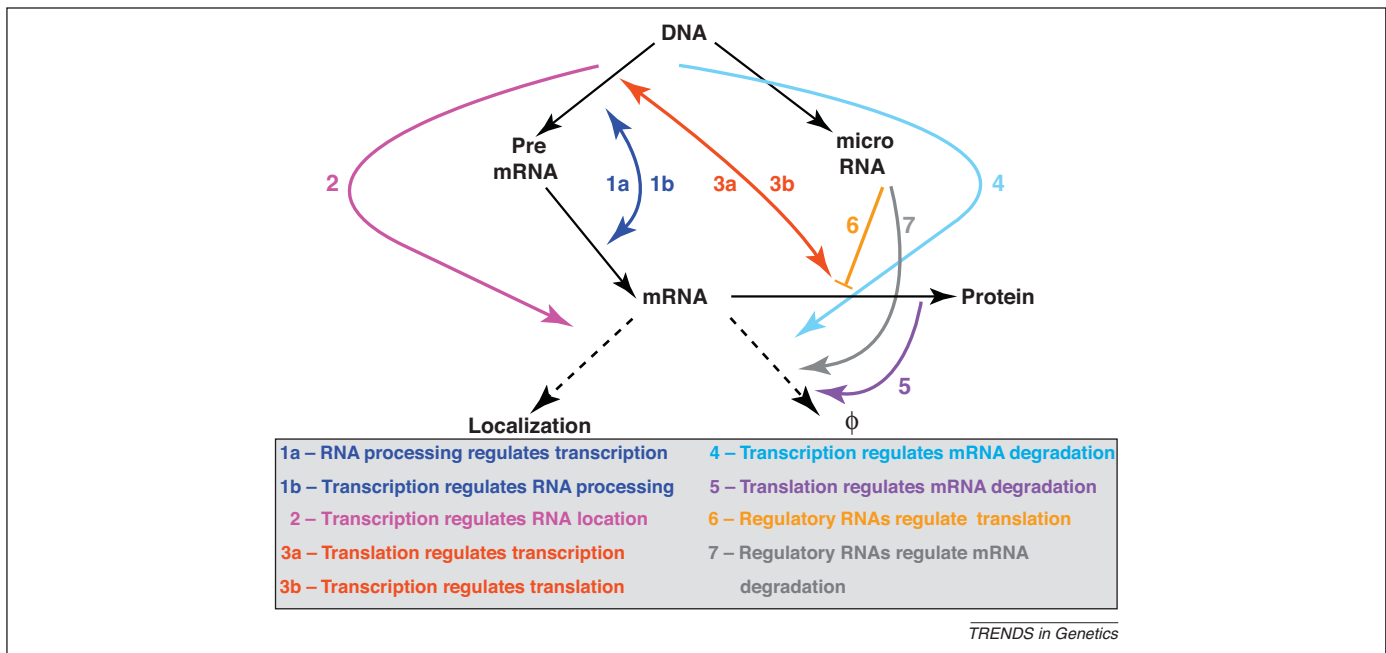 DNA
Pre
mRNA
micro
RNA
2
1a
1b
3a
3b
4
6
7
mRNA
Protein
5
Localization
ϕ
1a – RNA processing regulates transcription
1b – Transcription regulates RNA processing
2 – Transcription regulates RNA location
3a – Translation regulates transcription
3b – Transcription regulates translation
4 – Transcription regulates mRNA degradation
5 – Translation regulates mRNA degradation
6 – Regulatory RNAs regulate translation
7 – Regulatory RNAs regulate mRNA
degradation
TRENDS in Genetics